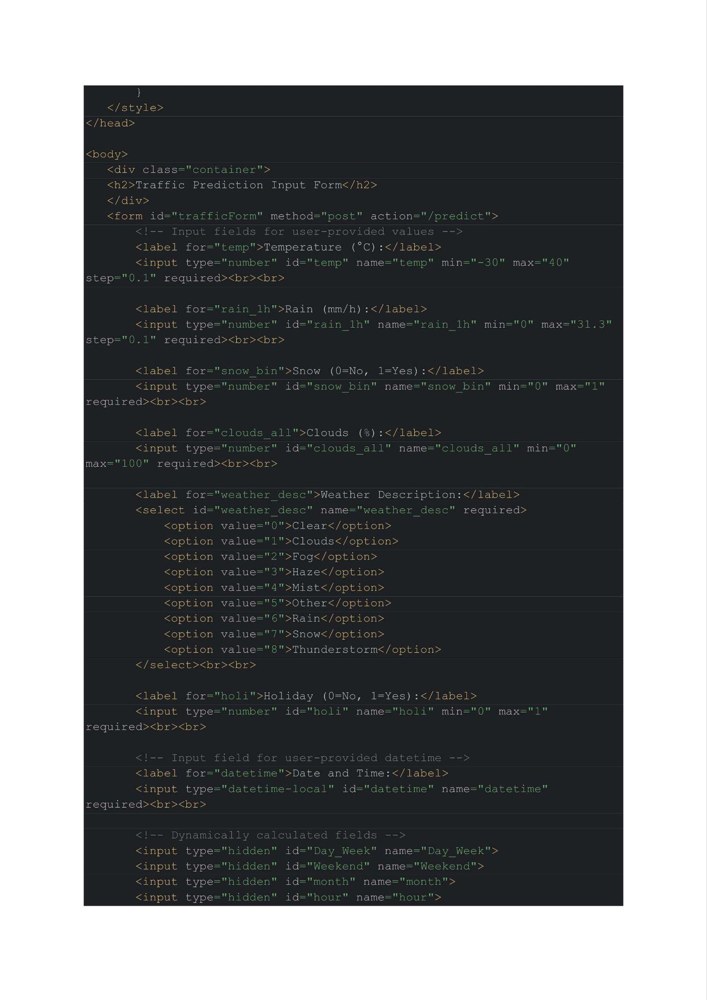 }
</style>
</head>
<body>
<div class="container">
<h2>Traffic Prediction Input Form</h2>
</div>
<form id="trafficForm" method="post" action="/predict">
<!-- Input fields for user-provided values -->
<label for="temp">Temperature (°C):</label>
<input type="number" id="temp" name="temp" min="-30" max="40"
step="0.1" required><br><br>
<label for="rain_1h">Rain (mm/h):</label>
<input type="number" id="rain_1h" name="rain_1h" min="0" max="31.3"
step="0.1" required><br><br>
<label for="snow_bin">Snow (0=No, 1=Yes):</label>
<input type="number" id="snow_bin" name="snow_bin" min="0" max="1"
required><br><br>
<label for="clouds_all">Clouds (%):</label>
<input type="number" id="clouds_all" name="clouds_all" min="0"
max="100" required><br><br>
<label for="weather_desc">Weather Description:</label>
<select id="weather_desc" name="weather_desc" required>
<option value="0">Clear</option>
<option value="1">Clouds</option>
<option value="2">Fog</option>
<option value="3">Haze</option>
<option value="4">Mist</option>
<option value="5">Other</option>
<option value="6">Rain</option>
<option value="7">Snow</option>
<option value="8">Thunderstorm</option>
</select><br><br>
<label for="holi">Holiday (0=No, 1=Yes):</label>
<input type="number" id="holi" name="holi" min="0" max="1"
required><br><br>
<!-- Input field for user-provided datetime -->
<label for="datetime">Date and Time:</label>
<input type="datetime-local" id="datetime" name="datetime"
required><br><br>
<!-- Dynamically calculated fields -->
<input type="hidden" id="Day_Week" name="Day_Week">
<input type="hidden" id="Weekend" name="Weekend">
<input type="hidden" id="month" name="month">
<input type="hidden" id="hour" name="hour">